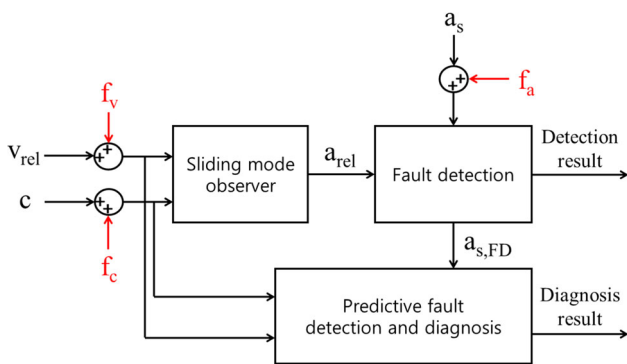 a_s
+
+
f_a
f_v
v_rel
+
+
Sliding mode
observer
a_rel
Fault detection
Detection
result
c
+
+
f_c
a_s,FD
Predictive fault
detection and diagnosis
Diagnosis
result